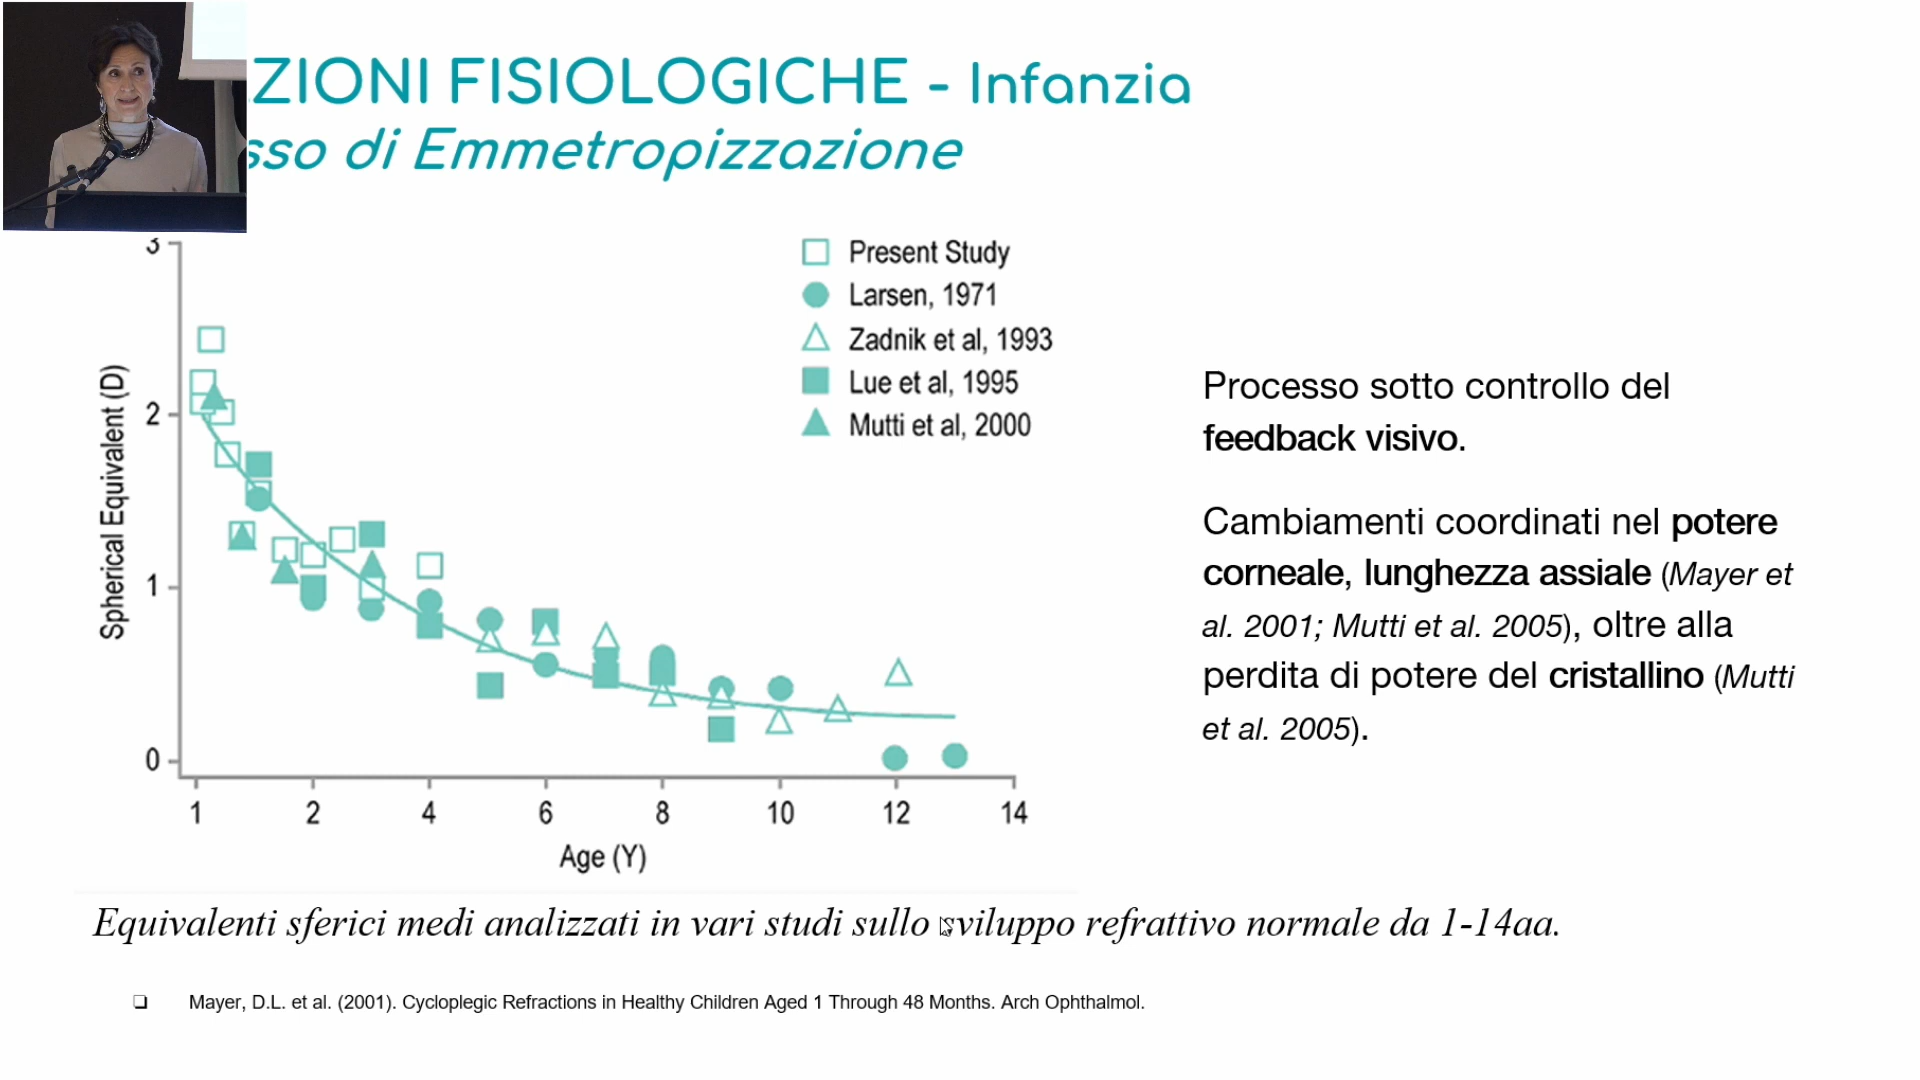 ZIONI FISIOLOGICHE - Infanzia
sso di Emmetropizzazione
3
2
1
0
Spherical Equivalent (D)
Present Study
Larsen, 1971
Zadnik et al, 1993
Lue et al, 1995
Mutti et al, 2000
1 2 4 6 8 10 12 14
Age (Y)
Processo sotto controllo del
feedback visivo.
Cambiamenti coordinati nel potere
corneale, lunghezza assiale (Mayer et
al. 2001; Mutti et al. 2005), oltre alla
perdita di potere del cristallino (Mutti
et al. 2005).
Equivalenti sferici medi analizzati in vari studi sullo sviluppo refrattivo normale da 1-14aa.
❑ Mayer, D.L. et al. (2001). Cycloplegic Refractions in Healthy Children Aged 1 Through 48 Months. Arch Ophthalmol.